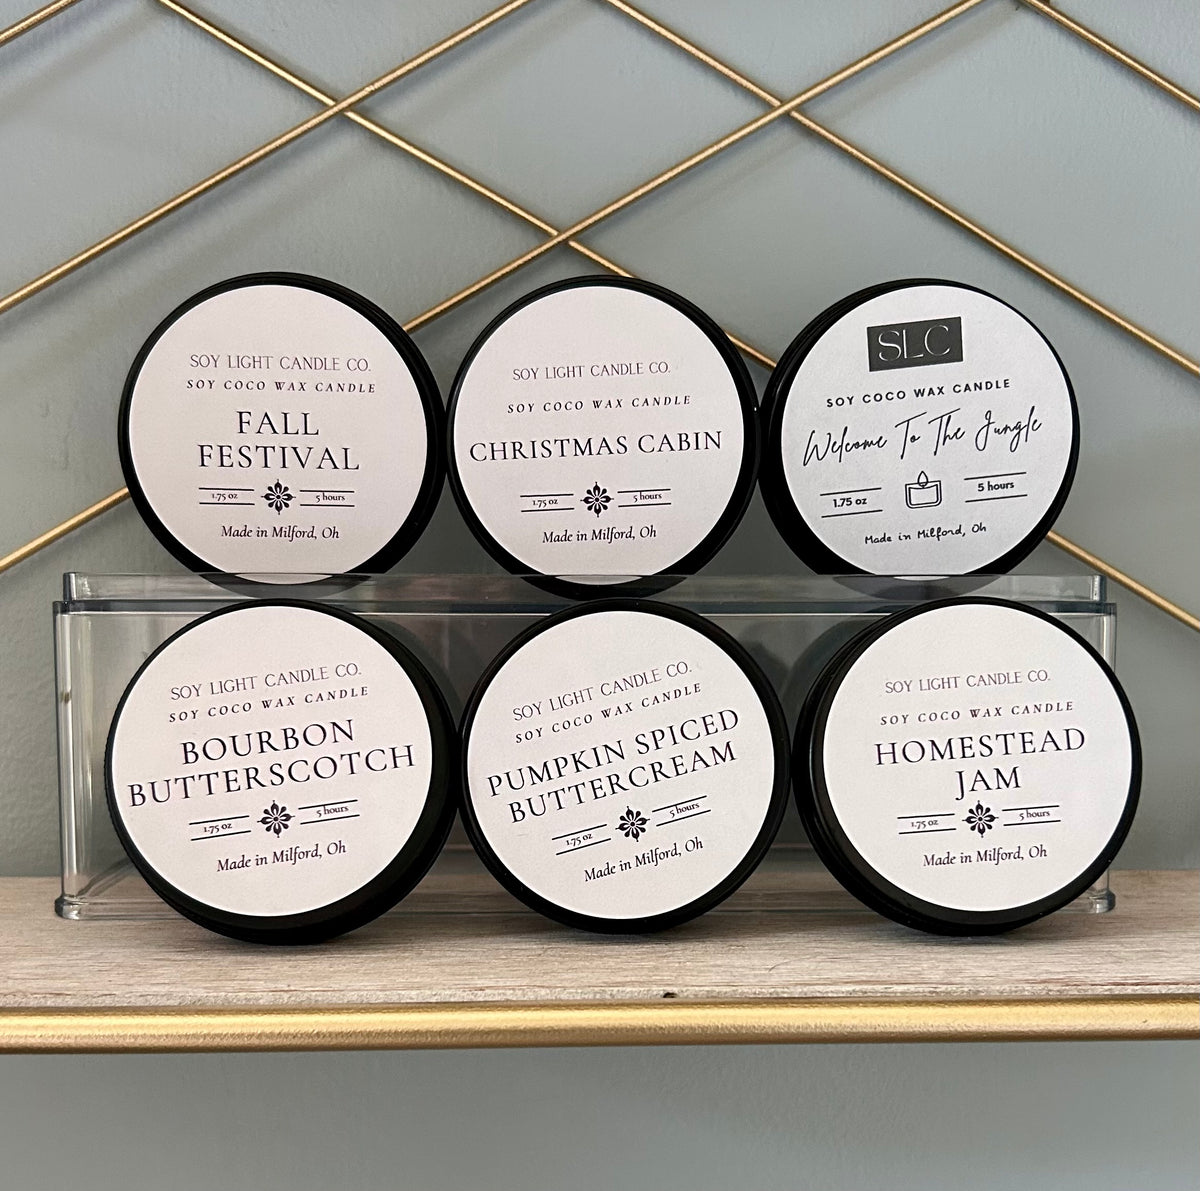 SOY LIGHT CANDLE CO.
SOY COCO WAX CANDLE
FALL
FESTIVAL
1.75 oz 5 hours
Made in Milford, Oh
SOY LIGHT CANDLE CO.
SOY COCO WAX CANDLE
CHRISTMAS CABIN
1.75 oz 5 hours
Made in Milford, Oh
SLC
SOY COCO WAX CANDLE
Welcome To The Jungle
1.75 oz 5 hours
Made in Milford, Oh
SOY LIGHT CANDLE CO.
SOY COCO WAX CANDLE
BOURBON
BUTTERSCOTCH
1.75 oz 5 hours
Made in Milford, Oh
SOY LIGHT CANDLE CO.
SOY COCO WAX CANDLE
PUMPKIN SPICED
BUTTERCREAM
1.75 oz 5 hours
Made in Milford, Oh
SOY LIGHT CANDLE CO.
SOY COCO WAX CANDLE
HOMESTEAD
JAM
1.75 oz 5 hours
Made in Milford, Oh